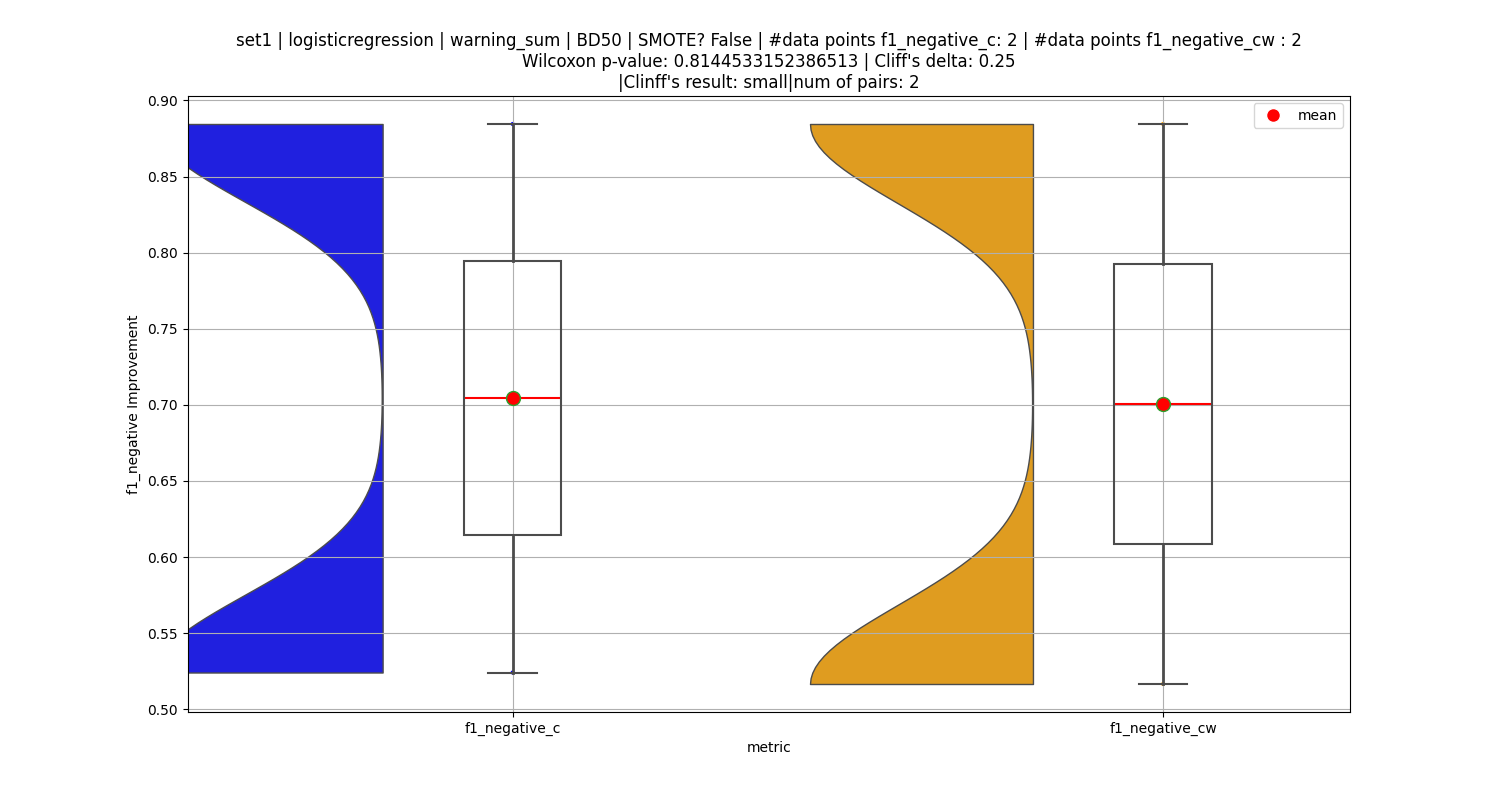 set1 | logisticregression | warning_sum | BD50 | SMOTE? False | #data points f1_negative_c: 2 | #data points f1_negative_cw : 2
Wilcoxon p-value: 0.8144533152386513 | Cliff's delta: 0.25
|Clinff's result: small|num of pairs: 2
mean
0.90
0.85
0.80
0.75
0.70
0.65
0.60
0.55
0.50
f1_negative Improvement
f1_negative_c
f1_negative_cw
metric